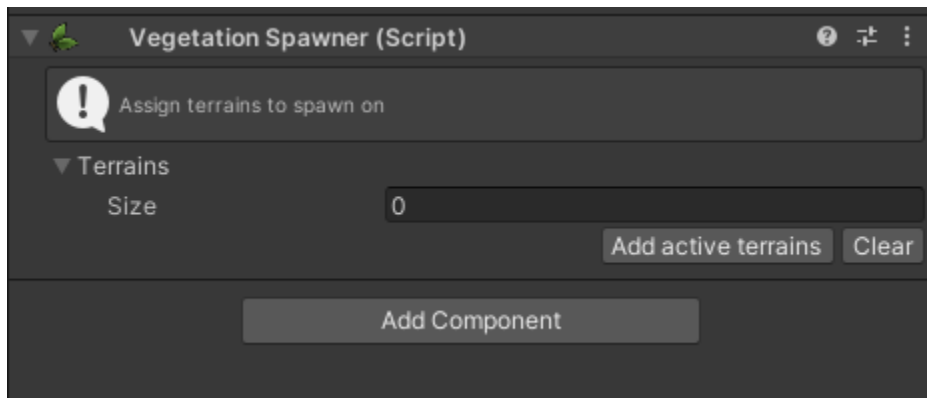 Vegetation Spawner (Script)
Assign terrains to spawn on
Terrains
Size 0
Add active terrains Clear
Add Component